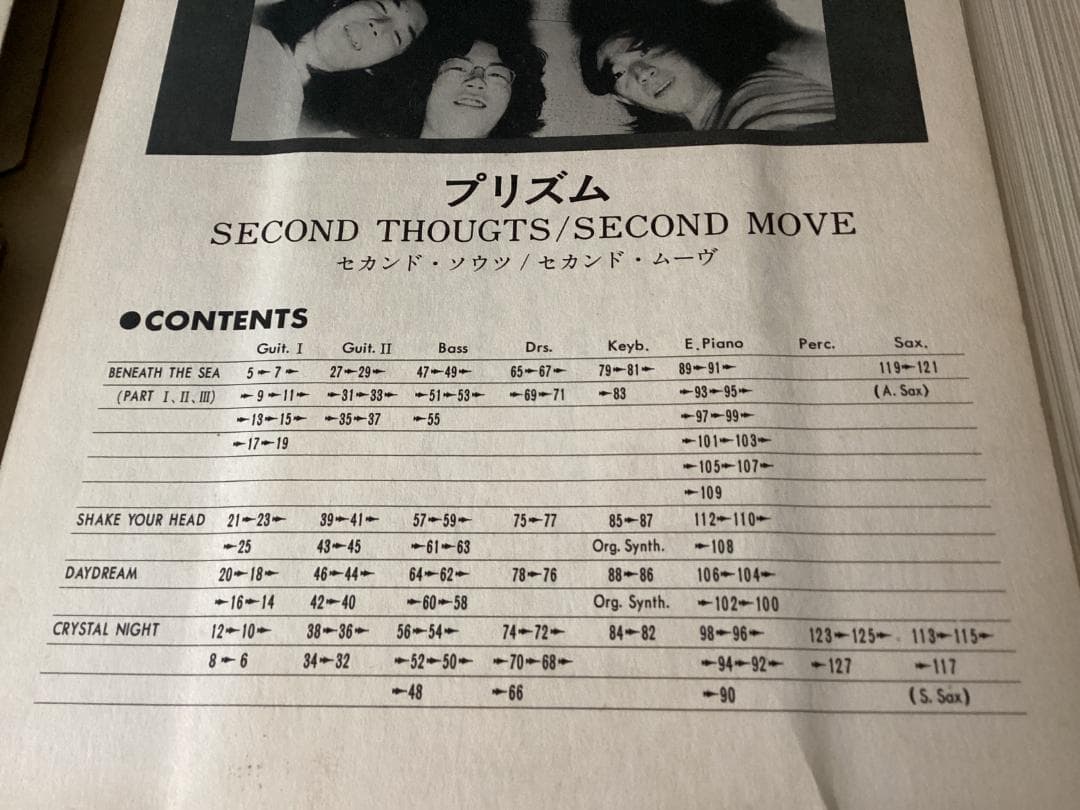 プリズム
SECOND THOUGTS/SECOND MOVE
セカンド・ソウツ/セカンド・ムーヴ
●CONTENTS
Guit. I Guit. II Bass Drs. Keyb. E.Piano Perc. Sax.
BENEATH THE SEA 5➛7➛ 27➛29➛ 47➛49➛ 65➛67➛ 79➛81➛ 89➛91➛ 119➛121
(PART I、II、III) ➛9➛11➛ ➛31➛33➛ ➛51➛53➛ ➛69➛71 ➛83 ➛93➛95➛ (A. Sax)
➛13➛15➛ ➛35➛37 ➛55 ➛97➛99➛
➛17➛19 ➛101➛103➛
➛105➛107➛
➛109
SHAKE YOUR HEAD 21➛23➛ 39➛41➛ 57➛59➛ 75➛77 85➛87 112➛110➛
➛25 43➛45 ➛61➛63 Org. Synth. ➛108
DAYDREAM 20➛18➛ 46➛44➛ 64➛62➛ 78➛76 88➛86 106➛104➛
➛16➛14 42➛40 ➛60➛58 Org. Synth. ➛102➛100
CRYSTAL NIGHT 12➛10➛ 38➛36➛ 56➛54➛ 74➛72➛ 84➛82 98➛96➛ 123➛125➛ 113➛115➛
8➛6 34➛32 ➛52➛50➛ ➛70➛68➛ ➛94➛92➛ ➛127 ➛117
➛48 ➛66 ➛90 (S. Sax)